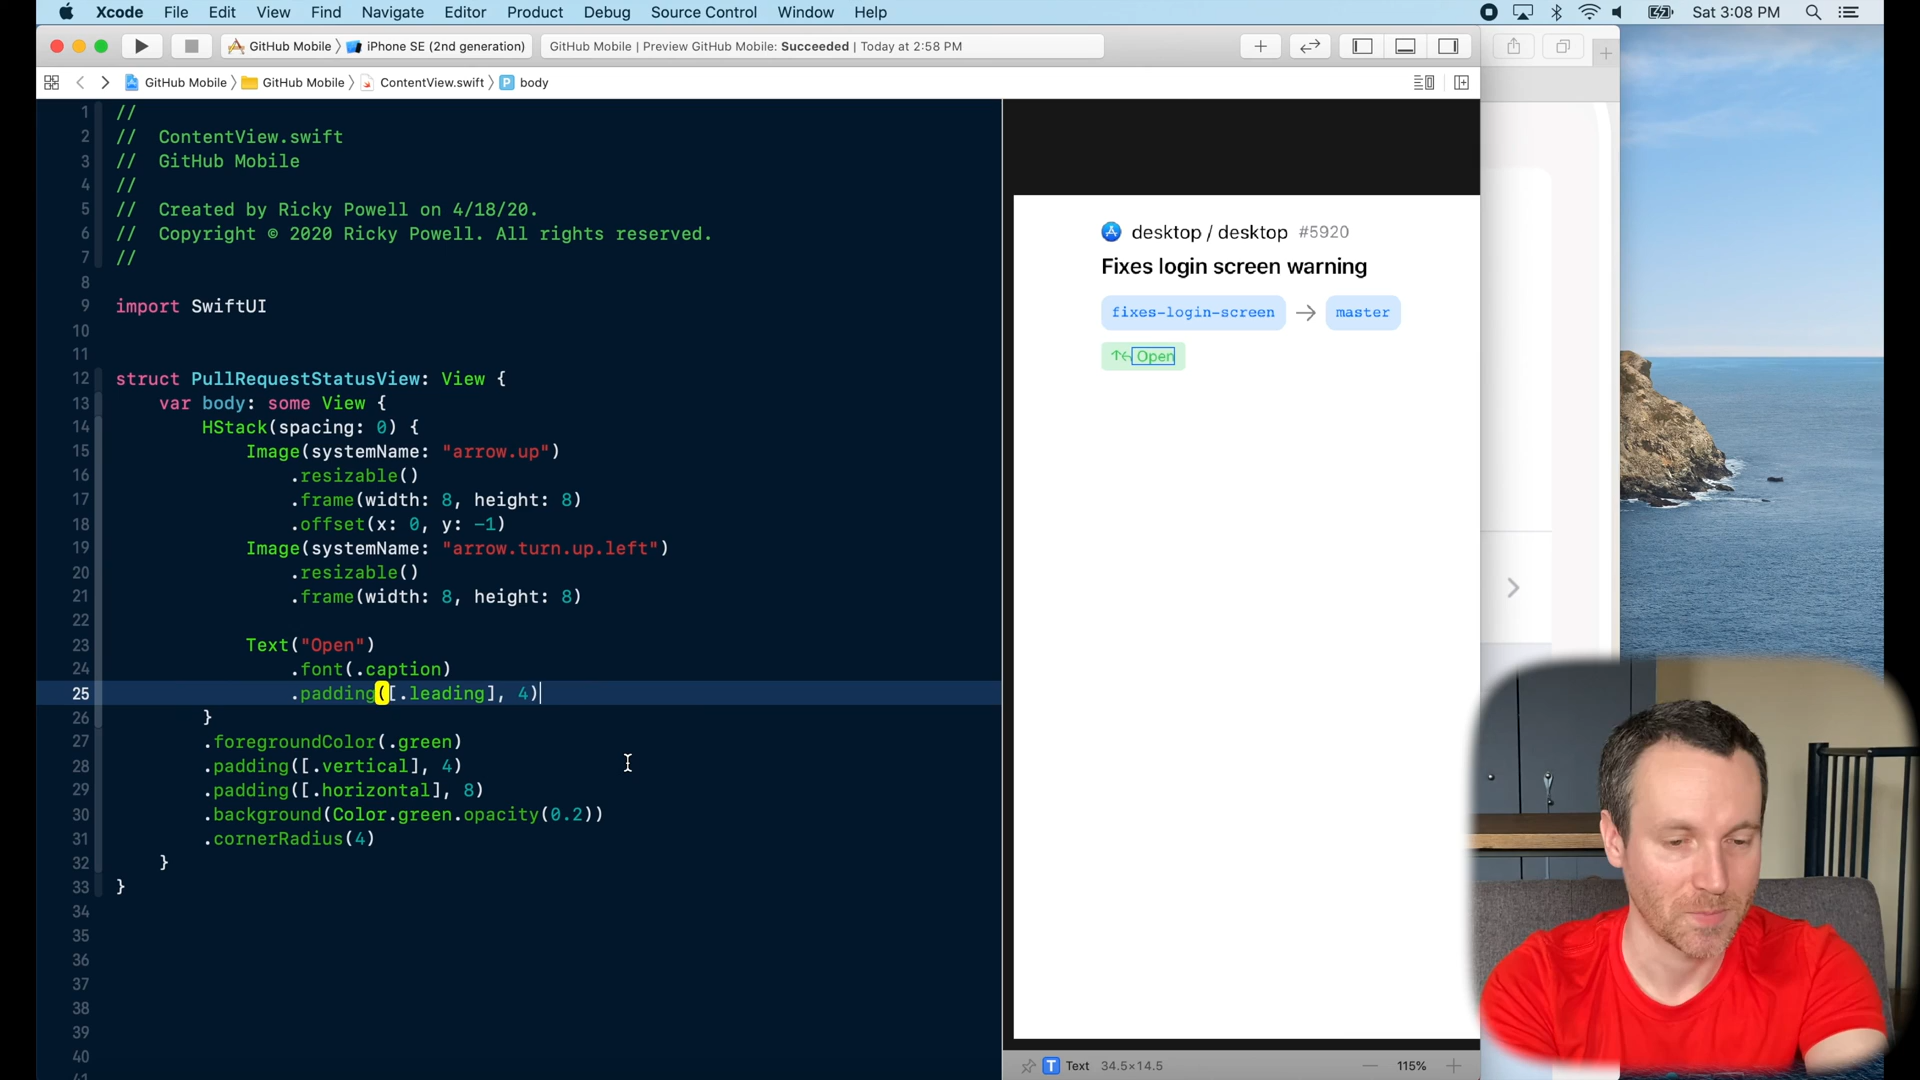 Xcode File Edit View Find Navigate Editor Product Debug Source Control Window Help Sat 3:08 PM
GitHub Mobile iPhone SE (2nd generation) GitHub Mobile | Preview GitHub Mobile: Succeeded | Today at 2:58 PM
GitHub Mobile GitHub Mobile ContentView.swift P body
1 //
2 // ContentView.swift
3 // GitHub Mobile
4 //
5 // Created by Ricky Powell on 4/18/20.
6 // Copyright © 2020 Ricky Powell. All rights reserved.
7 //
8
9 import SwiftUI
10
11
12 struct PullRequestStatusView: View {
13 var body: some View {
14 HStack(spacing: 0) {
15 Image(systemName: "arrow.up")
16 .resizable()
17 .frame(width: 8, height: 8)
18 .offset(x: 0, y: -1)
19 Image(systemName: "arrow.turn.up.left")
20 .resizable()
21 .frame(width: 8, height: 8)
22
23 Text("Open")
24 .font(.caption)
25 .padding([.leading], 4)
26 }
27 .foregroundColor(.green)
28 .padding([.vertical], 4)
29 .padding([.horizontal], 8)
30 .background(Color.green.opacity(0.2))
31 .cornerRadius(4)
32 }
33 }
34
35
36
37
38
39
40
41
desktop / desktop #5920
Fixes login screen warning
fixes-login-screen → master
Open
T Text 34.5×14.5 115%